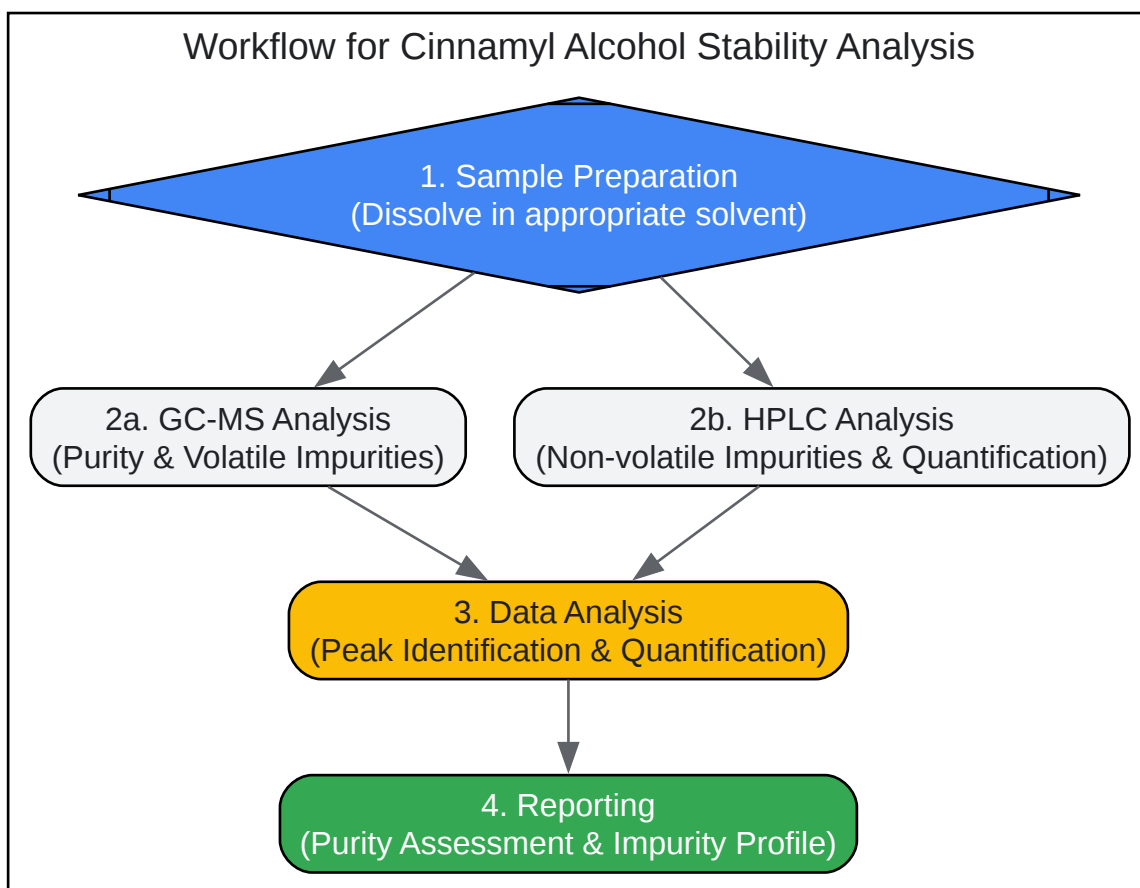 Workflow for Cinnamyl Alcohol Stability Analysis
1. Sample Preparation
(Dissolve in appropriate solvent)
2a. GC-MS Analysis
(Purity & Volatile Impurities)
2b. HPLC Analysis
(Non-volatile Impurities & Quantification)
3. Data Analysis
(Peak Identification & Quantification)
4. Reporting
(Purity Assessment & Impurity Profile)